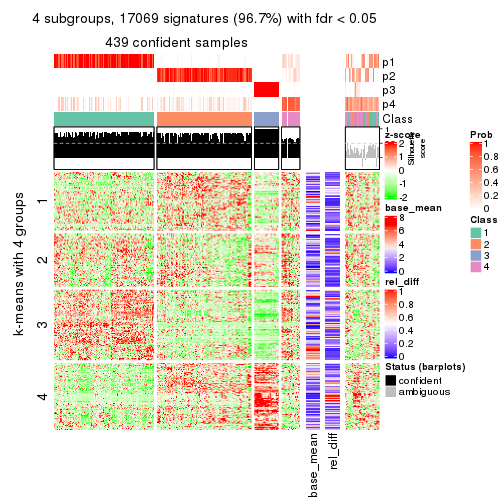 4 subgroups, 17069 signatures (96.7%) with fdr < 0.05
439 confident samples
p1
p2
p3
p4
Class
1
Silhouette
score
z-score
2
1
0
-1
-2
base_mean
8
6
4
2
0
rel_diff
1
0.8
0.6
0.4
0.2
0
Prob
1
0.8
0.6
0.4
0.2
0
Class
1
2
3
4
Status (barplots)
confident
ambiguous
k-means with 4 groups
1
2
3
4
base_mean
rel_diff